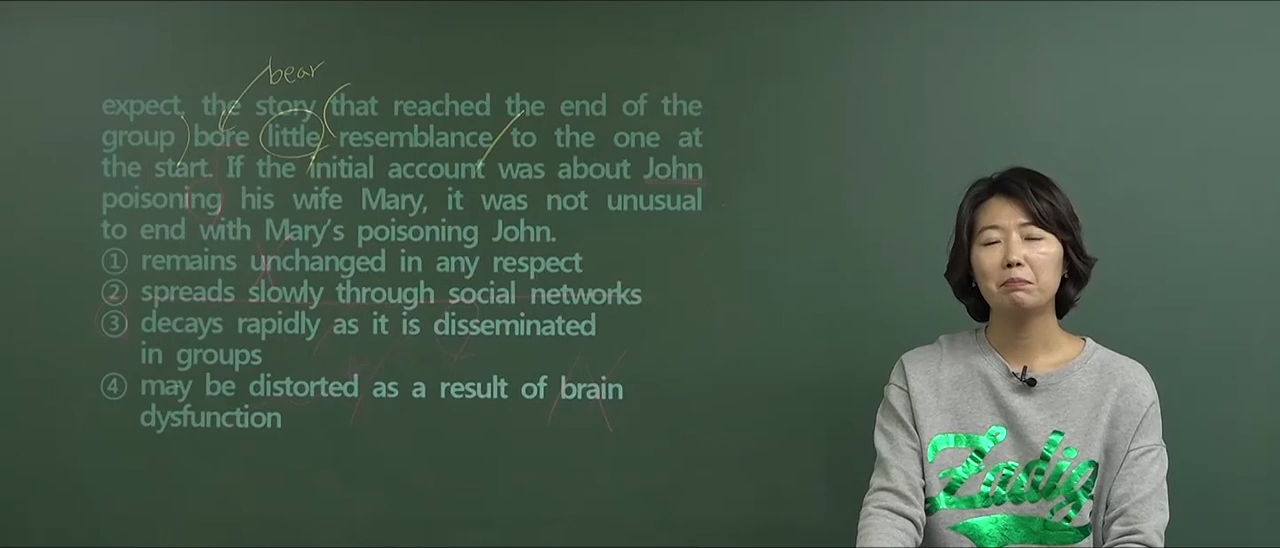 bear
expect, the story that reached the end of the
group bore little resemblance to the one at
the start. If the initial account was about John
poisoning his wife Mary, it was not unusual
to end with Mary's poisoning John.
① remains unchanged in any respect
② spreads slowly through social networks
③ decays rapidly as it is disseminated
in groups
④ may be distorted as a result of brain
dysfunction
Zadig